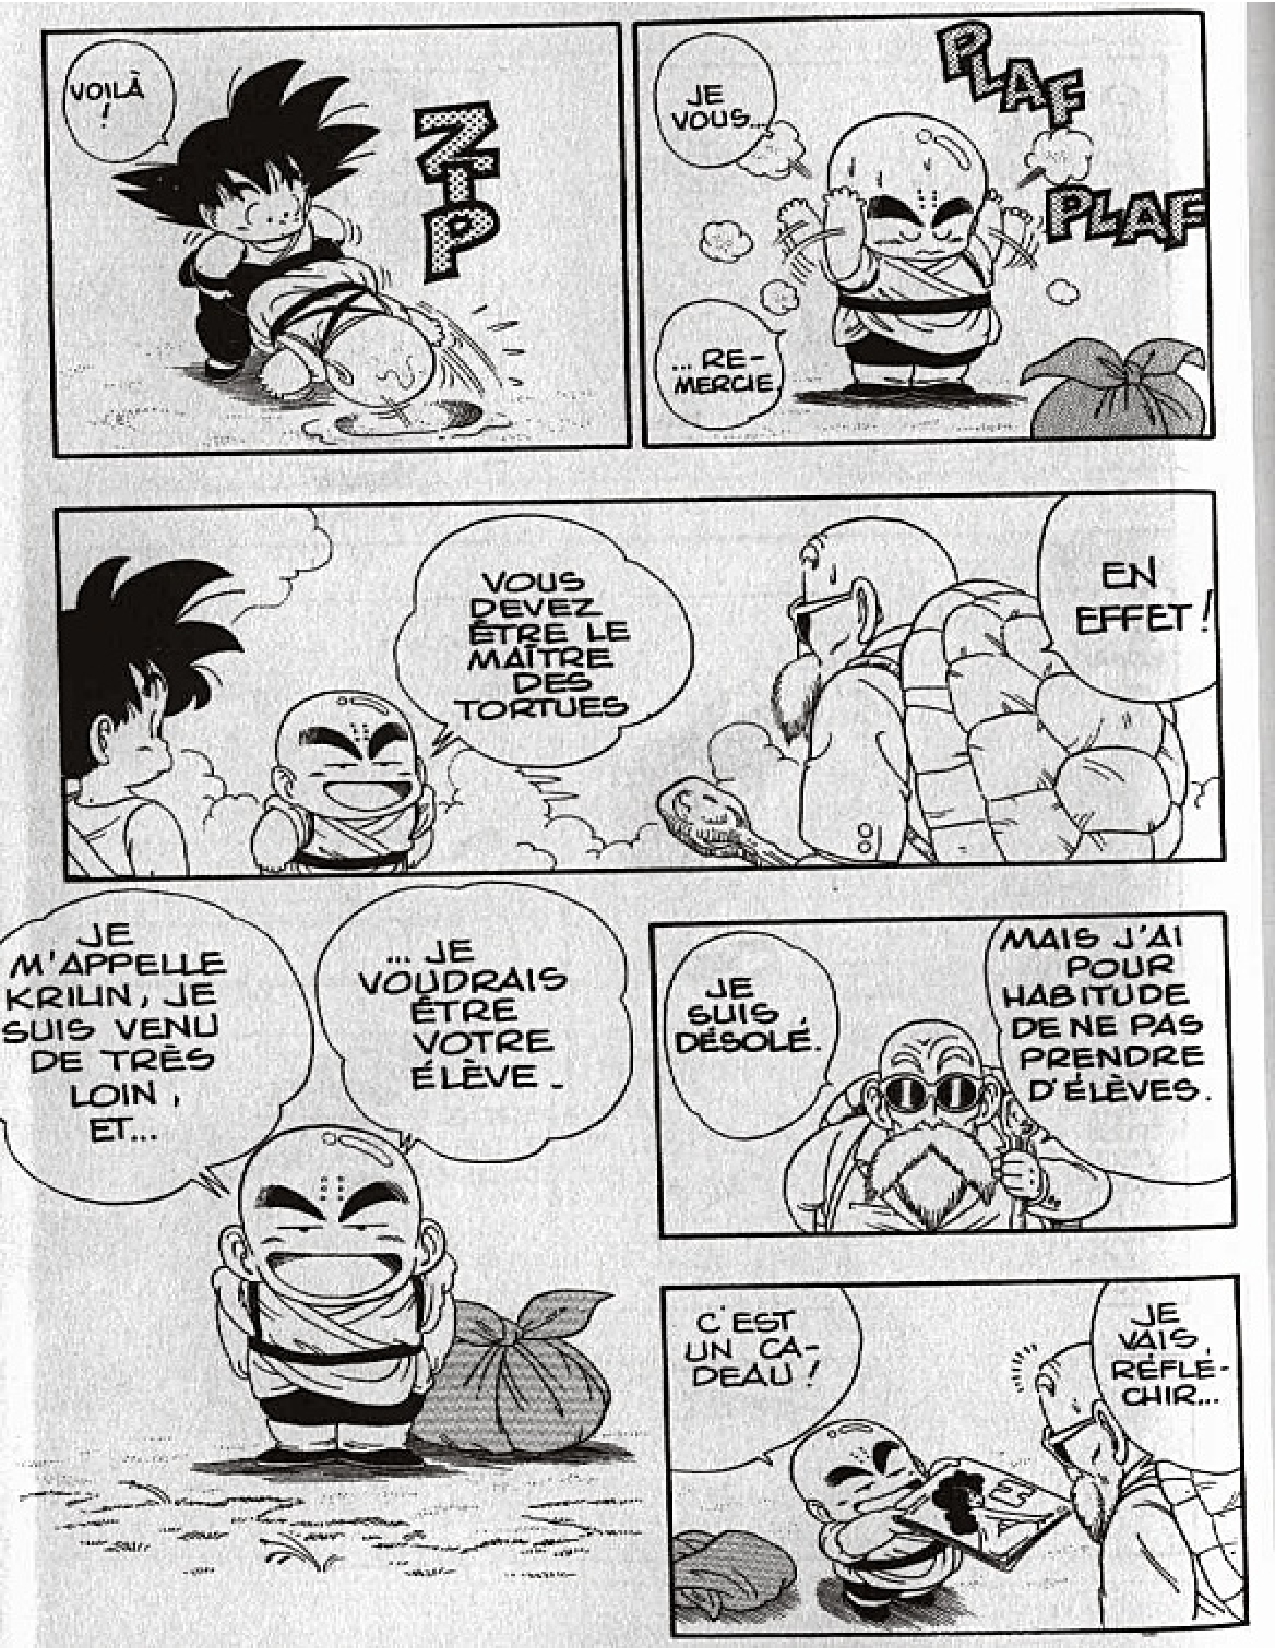 VOILÀ
!
ZIP
JE
VOUS...
PLAF
PLAF
...RE-
MERCIE.
VOUS
DEVEZ
ÊTRE LE
MAÎTRE
DES
TORTUES
EN
EFFET!
JE
M'APPELLE
KRILIN, JE
SUIS VENU
DE TRÈS
LOIN,
ET...
...JE
VOUDRAIS
ÊTRE
VOTRE
ÉLÈVE.
JE
SUIS
DÉSOLÉ.
MAIS J'AI
POUR
HABITUDE
DE NE PAS
PRENDRE
D'ÉLÈVES.
C'EST
UN CA-
DEAU!
JE
VAIS
RÉFLÉ-
CHIR...